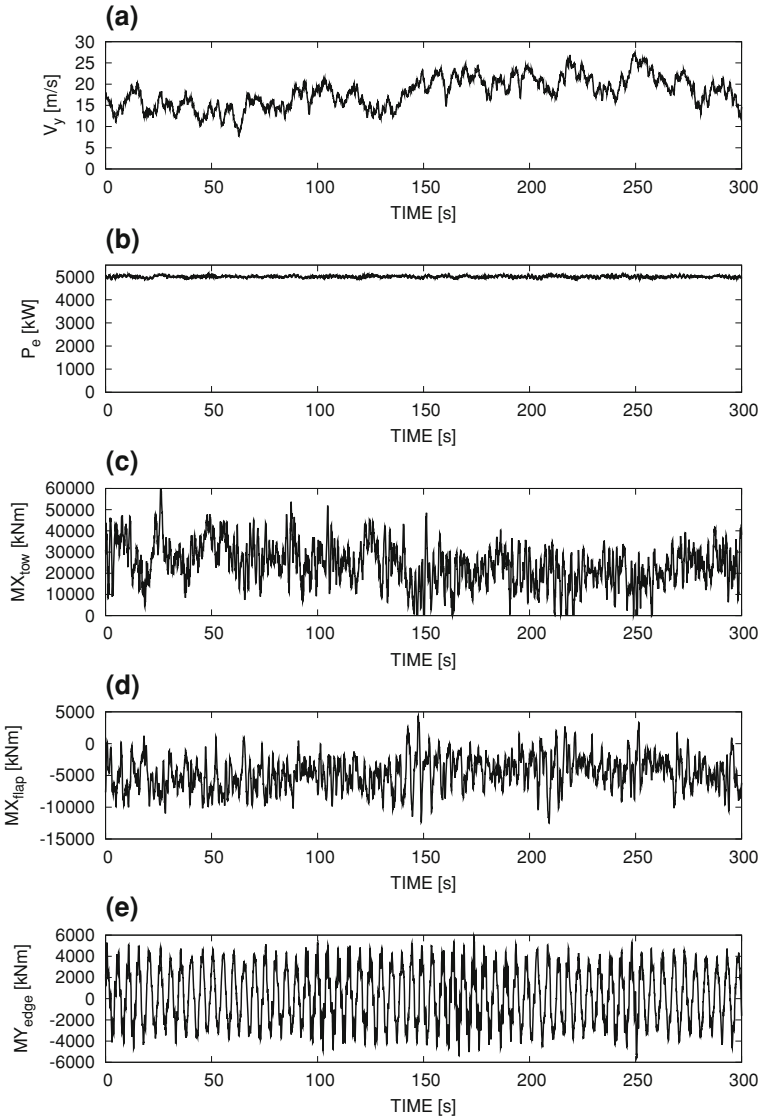 (a)
30
25
20
15
10
5
0
V_y [m/s]
0 50 100 150 200 250 300
TIME [s]
(b)
5000
4000
3000
2000
1000
0
P_e [kW]
0 50 100 150 200 250 300
TIME [s]
(c)
60000
50000
40000
30000
20000
10000
0
MX_tow [kNm]
0 50 100 150 200 250 300
TIME [s]
(d)
5000
0
-5000
-10000
-15000
MX_flap [kNm]
0 50 100 150 200 250 300
TIME [s]
(e)
6000
4000
2000
0
-2000
-4000
-6000
MY_edge [kNm]
0 50 100 150 200 250 300
TIME [s]